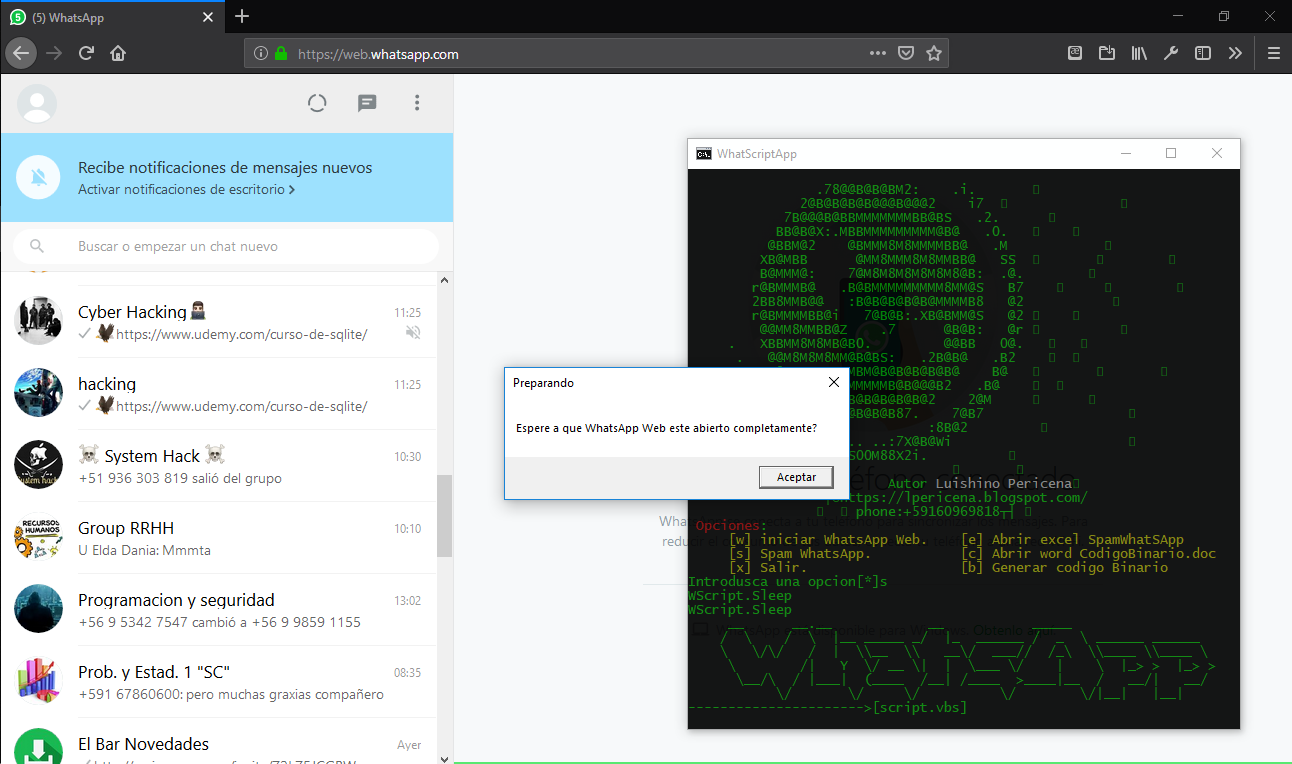 5
(5) WhatsApp
https://web.whatsapp.com
Recibe notificaciones de mensajes nuevos
Activar notificaciones de escritorio
Buscar o empezar un chat nuevo
Cyber Hacking
11:25
https://www.udemy.com/curso-de-sqlite/
hacking
11:25
https://www.udemy.com/curso-de-sqlite/
System Hack
10:30
+51 936 303 819 salió del grupo
RECURSOS
HUMANOS
Group RRHH
10:10
U Elda Dania: Mmmta
Programacion y seguridad
13:02
+56 9 5342 7547 cambió a +56 9 9859 1155
Prob. y Estad. 1 "SC"
08:35
+591 67860600: pero muchas graxias compañero
El Bar Novedades
Ayer
WhatScriptApp
Preparando
Espere a que WhatsApp Web este abierto completamente?
Aceptar
Autor Luishino Pericena
https://lpericena.blogspot.com/
phone:+59160969818
Opciones:
[w] iniciar WhatsApp Web. [e] Abrir excel SpamWhatSApp
[s] Spam WhatsApp. [c] Abrir word CodigoBinario.doc
[x] Salir. [b] Generar codigo Binario
Introdusca una opcion[*]s
WScript.Sleep
WScript.Sleep
WhatsApp
---------------------->[script.vbs]